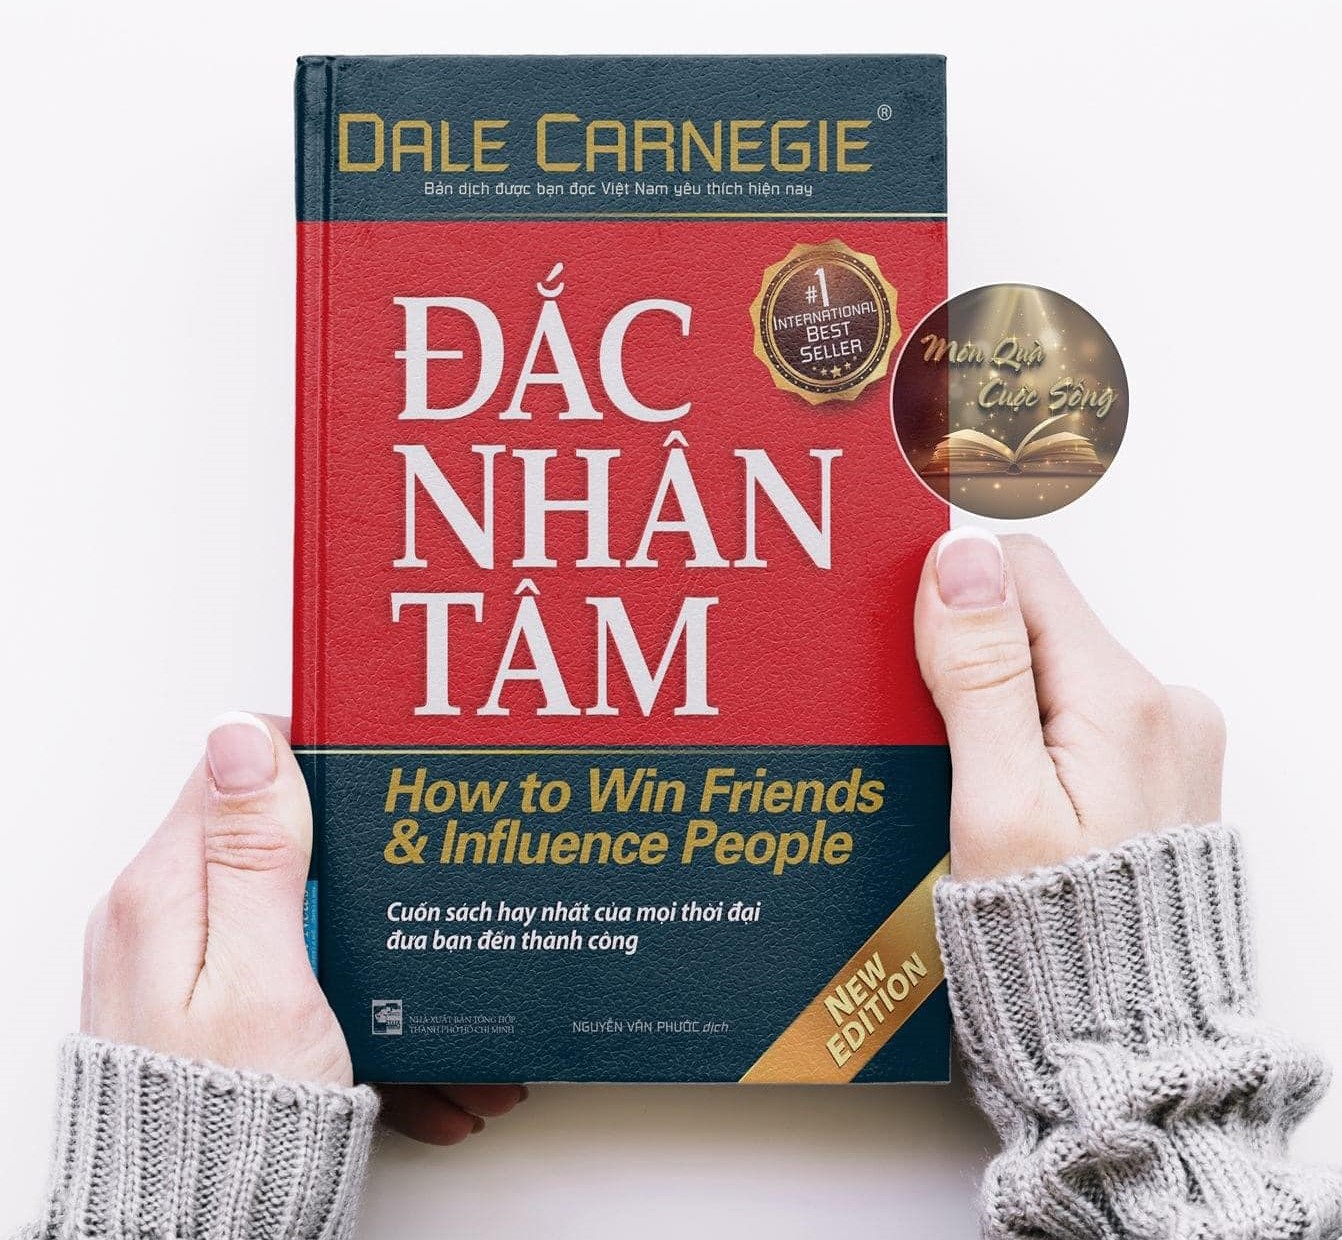 DALE CARNEGIE®
Bản dịch được bạn đọc Việt Nam yêu thích hiện nay
#1
INTERNATIONAL
BEST
SELLER
ĐẮC
NHÂN
TÂM
Món Quà
Cuộc Sống
How to Win Friends
& Influence People
Cuốn sách hay nhất của mọi thời đại
đưa bạn đến thành công
NEW
EDITION
NHÀ XUẤT BẢN TỔNG HỢP
THÀNH PHỐ HỒ CHÍ MINH
NGUYỄN VĂN PHƯỚC dịch